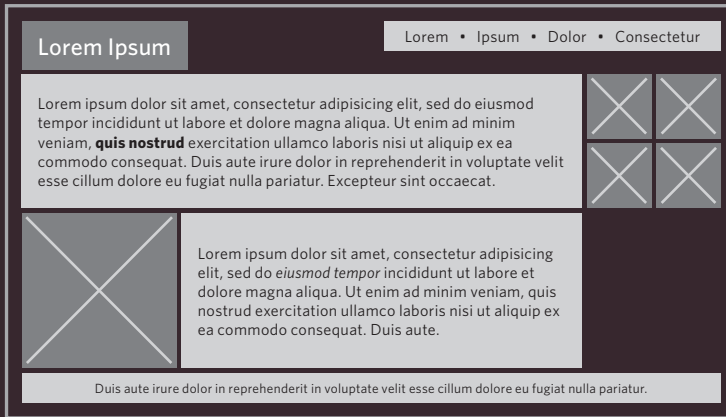 Lorem Ipsum
Lorem • Ipsum • Dolor • Consectetur
Lorem ipsum dolor sit amet, consectetur adipisicing elit, sed do eiusmod
tempor incididunt ut labore et dolore magna aliqua. Ut enim ad minim
veniam, quis nostrud exercitation ullamco laboris nisi ut aliquip ex ea
commodo consequat. Duis aute irure dolor in reprehenderit in voluptate velit
esse cillum dolore eu fugiat nulla pariatur. Excepteur sint occaecat.
Lorem ipsum dolor sit amet, consectetur adipisicing
elit, sed do eiusmod tempor incididunt ut labore et
dolore magna aliqua. Ut enim ad minim veniam, quis
nostrud exercitation ullamco laboris nisi ut aliquip ex
ea commodo consequat. Duis aute.
Duis aute irure dolor in reprehenderit in voluptate velit esse cillum dolore eu fugiat nulla pariatur.